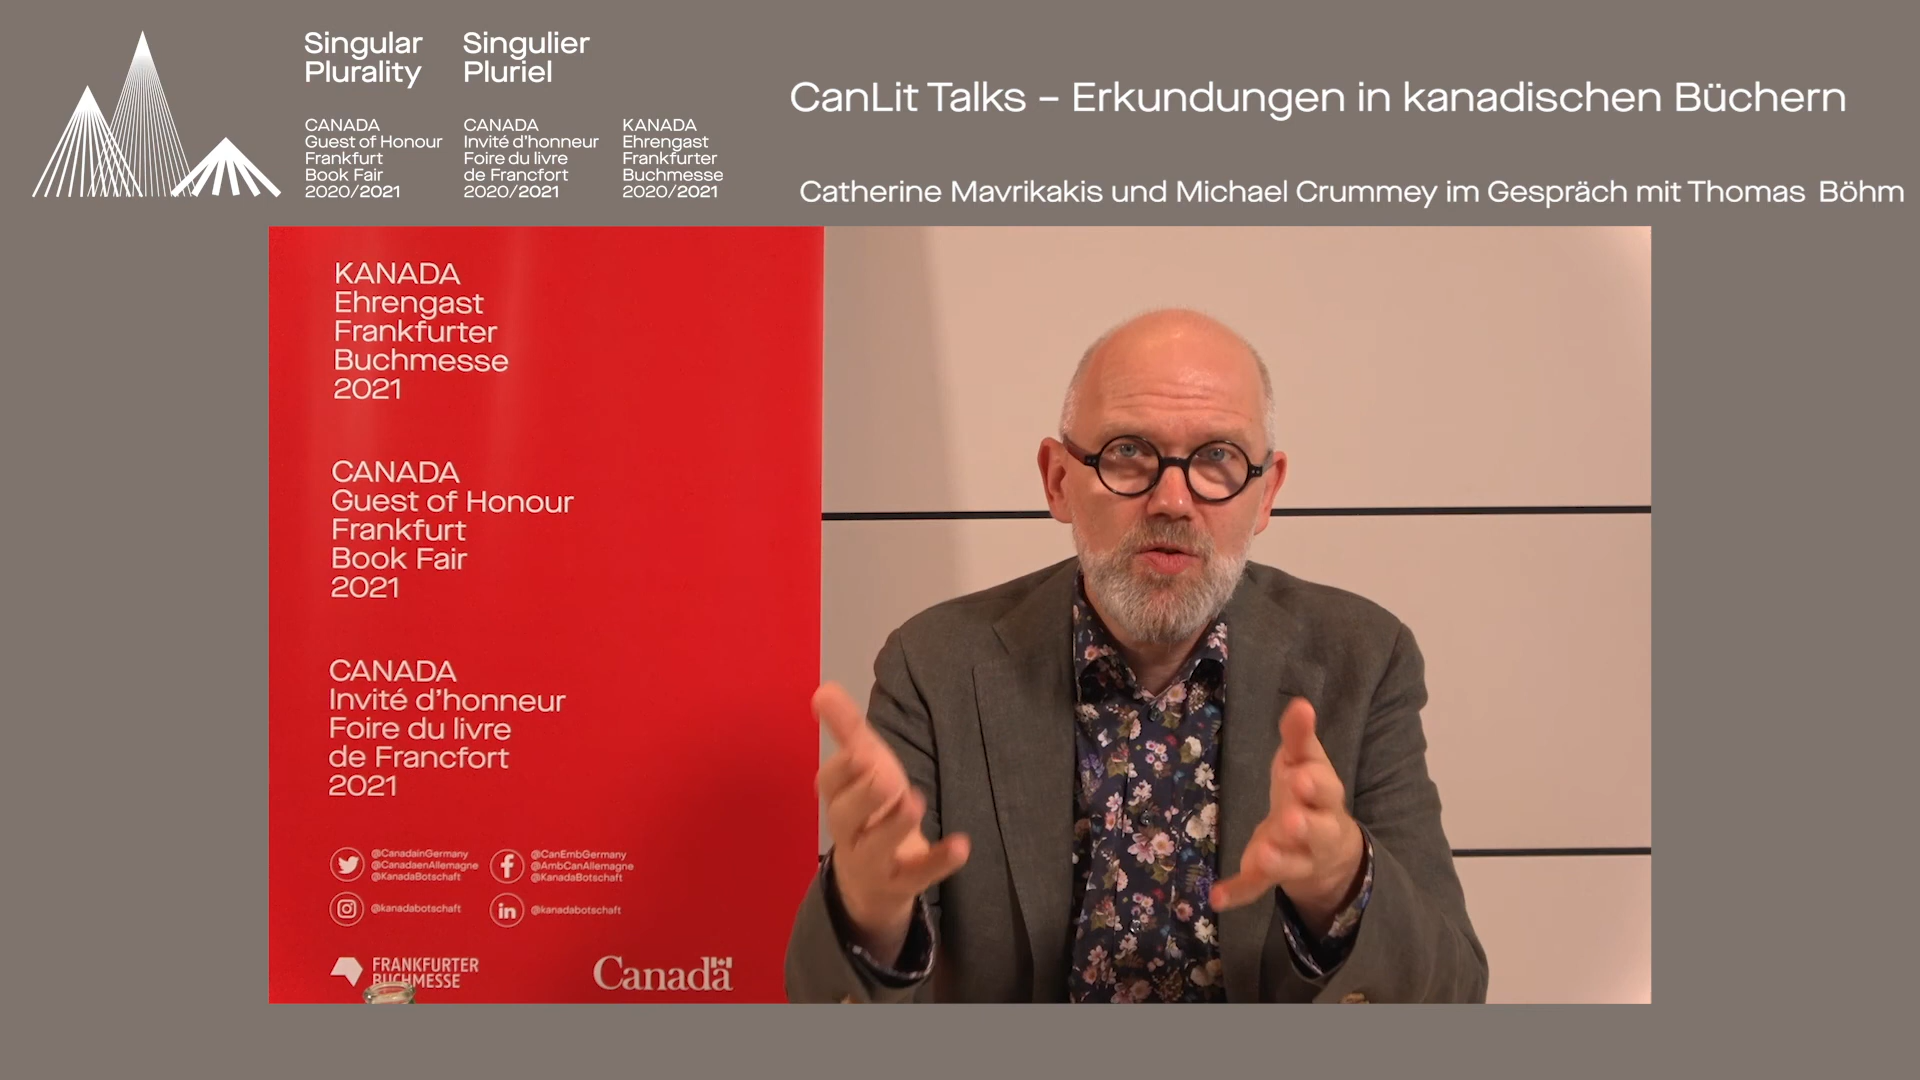 Singular
Plurality
Singulier
Pluriel
CANADA
Guest of Honour
Frankfurt
Book Fair
2020/2021
CANADA
Invité d'honneur
Foire du livre
de Francfort
2020/2021
KANADA
Ehrengast
Frankfurter
Buchmesse
2020/2021
CanLit Talks – Erkundungen in kanadischen Büchern
Catherine Mavrikakis und Michael Crummey im Gespräch mit Thomas Böhm
KANADA
Ehrengast
Frankfurter
Buchmesse
2021
CANADA
Guest of Honour
Frankfurt
Book Fair
2021
CANADA
Invité d'honneur
Foire du livre
de Francfort
2021
@CanadainGermany
@CanadaenAllemagne
@KanadaBotschaft
@CanEmbGermany
@AmbCanAllemagne
@KanadaBotschaft
@kanadabotschaft
@kanadabotschaft
FRANKFURTER
BUCHMESSE
Canada